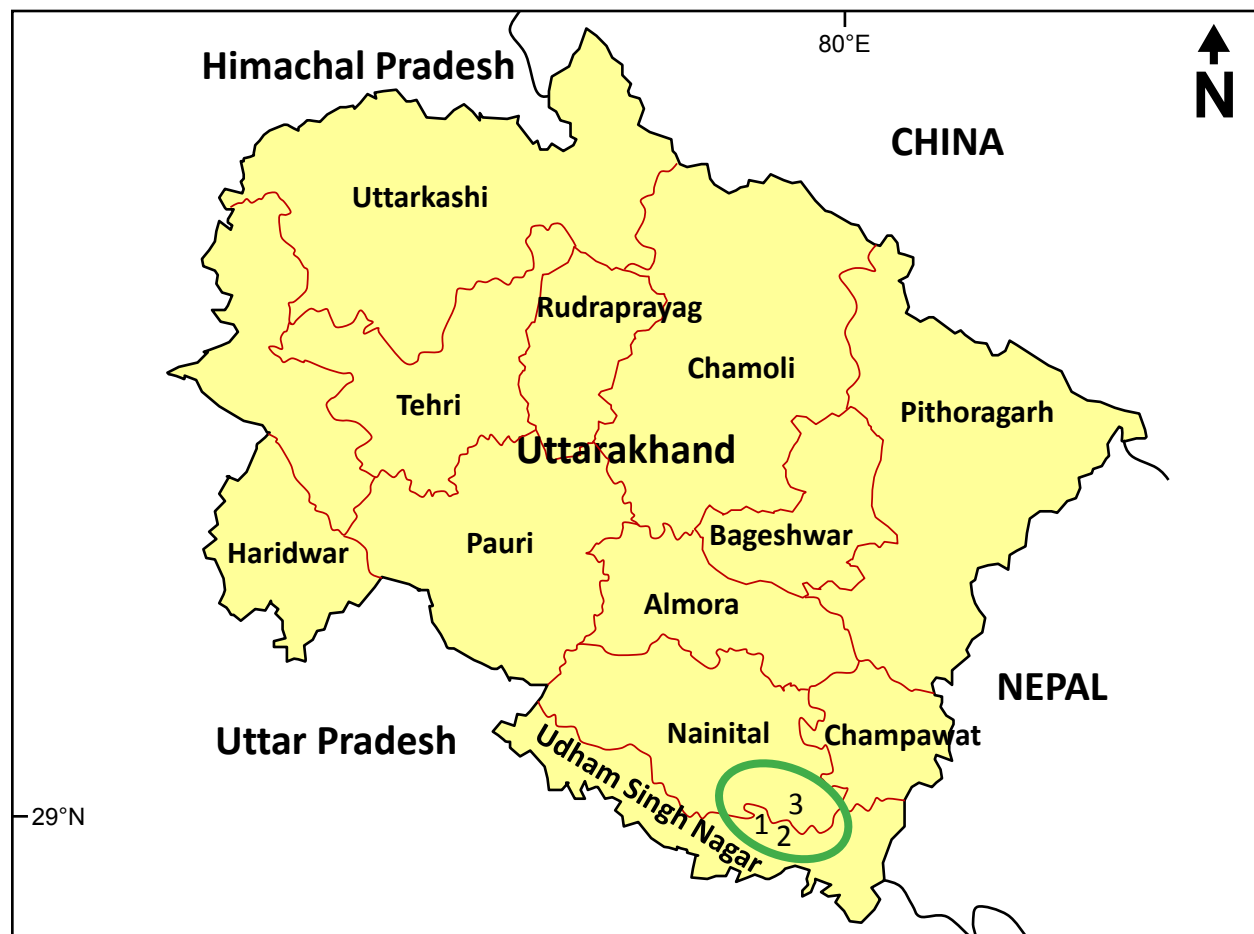 80°E
Himachal Pradesh
N
CHINA
Uttarkashi
Rudraprayag
Chamoli
Tehri
Pithoragarh
Uttarakhand
Haridwar
Pauri
Bageshwar
Almora
NEPAL
Uttar Pradesh
Nainital
Champawat
Udham Singh Nagar
3
29°N
1
2